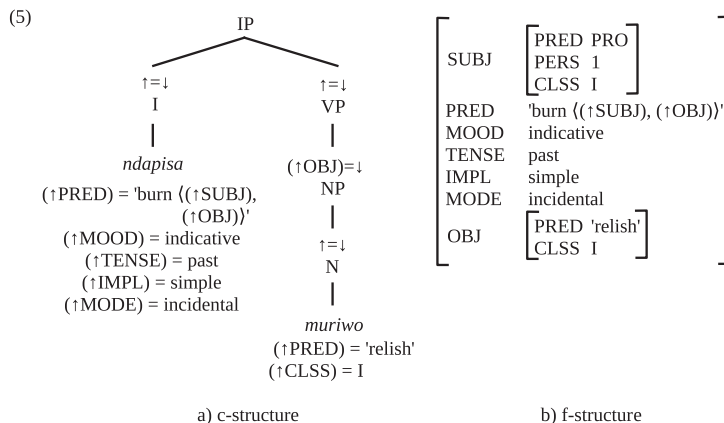 (5)
IP
↑=↓ ↑=↓
I VP
ndapisa (↑OBJ)=↓
(↑PRED) = 'burn ⟨(↑SUBJ), NP
(↑OBJ)⟩'
(↑MOOD) = indicative ↑=↓
(↑TENSE) = past N
(↑IMPL) = simple
(↑MODE) = incidental
muriwo
(↑PRED) = 'relish'
(↑CLSS) = I
a) c-structure
SUBJ PRED PRO
PERS 1
CLSS I
PRED 'burn ⟨(↑SUBJ), (↑OBJ)⟩'
MOOD indicative
TENSE past
IMPL simple
MODE incidental
OBJ PRED 'relish'
CLSS I
b) f-structure